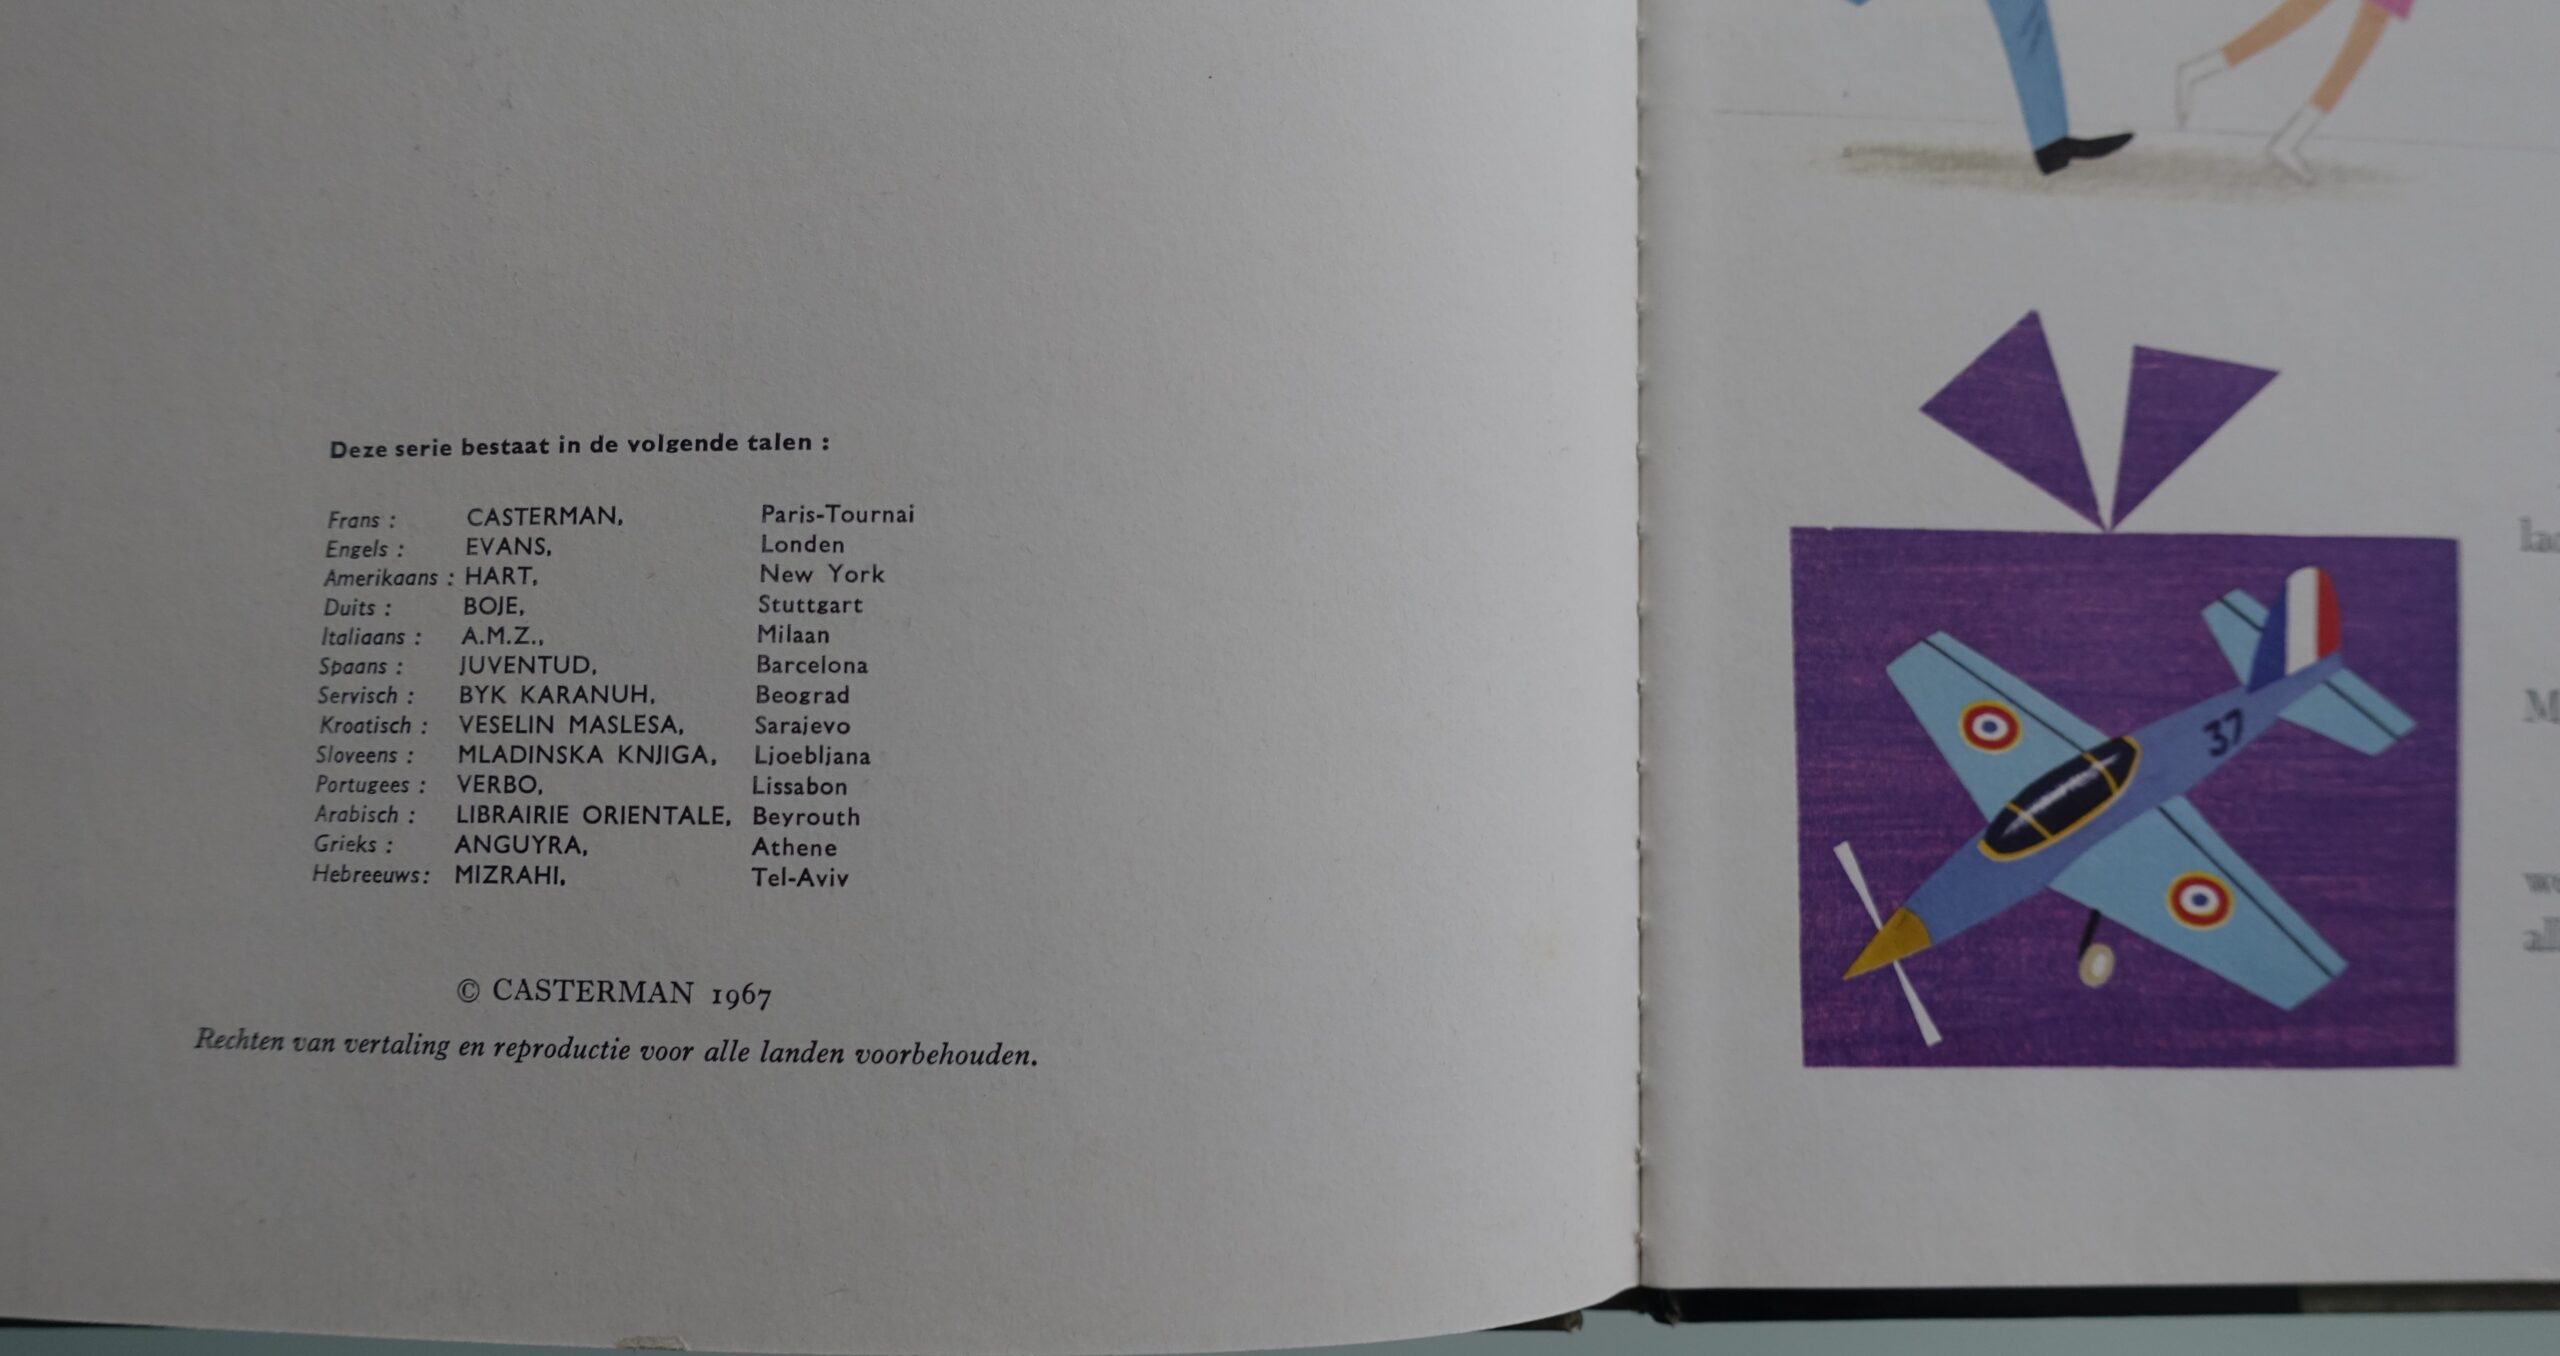 Deze serie bestaat in de volgende talen :
Frans : CASTERMAN, Paris-Tournai
Engels : EVANS, Londen
Amerikaans : HART, New York
Duits : BOJE, Stuttgart
Italiaans : A.M.Z., Milaan
Spaans : JUVENTUD, Barcelona
Servisch : BYK KARANUH, Beograd
Kroatisch : VESELIN MASLESA, Sarajevo
Sloveens : MLADINSKA KNJIGA, Ljoebljana
Portugees : VERBO, Lissabon
Arabisch : LIBRAIRIE ORIENTALE, Beyrouth
Grieks : ANGUYRA, Athene
Hebreeuws: MIZRAHI, Tel-Aviv
© CASTERMAN 1967
Rechten van vertaling en reproductie voor alle landen voorbehouden.
37